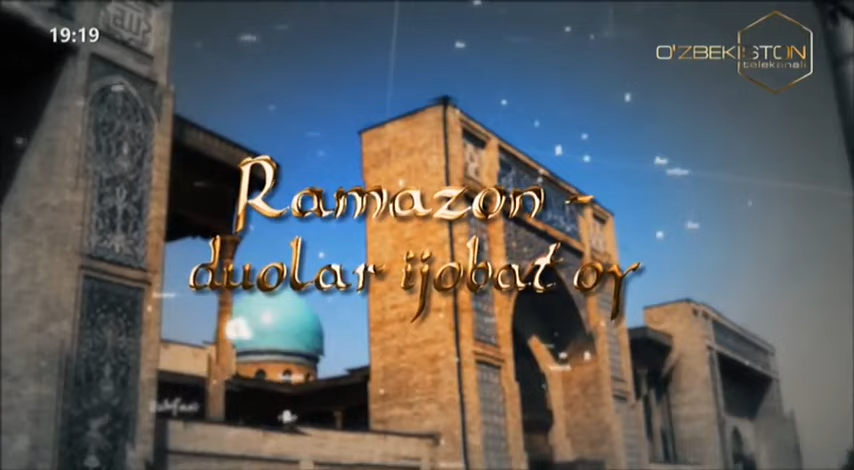 19:19
O'ZBEKISTON
telekanali
Ramazon -
duolar ijobat oy